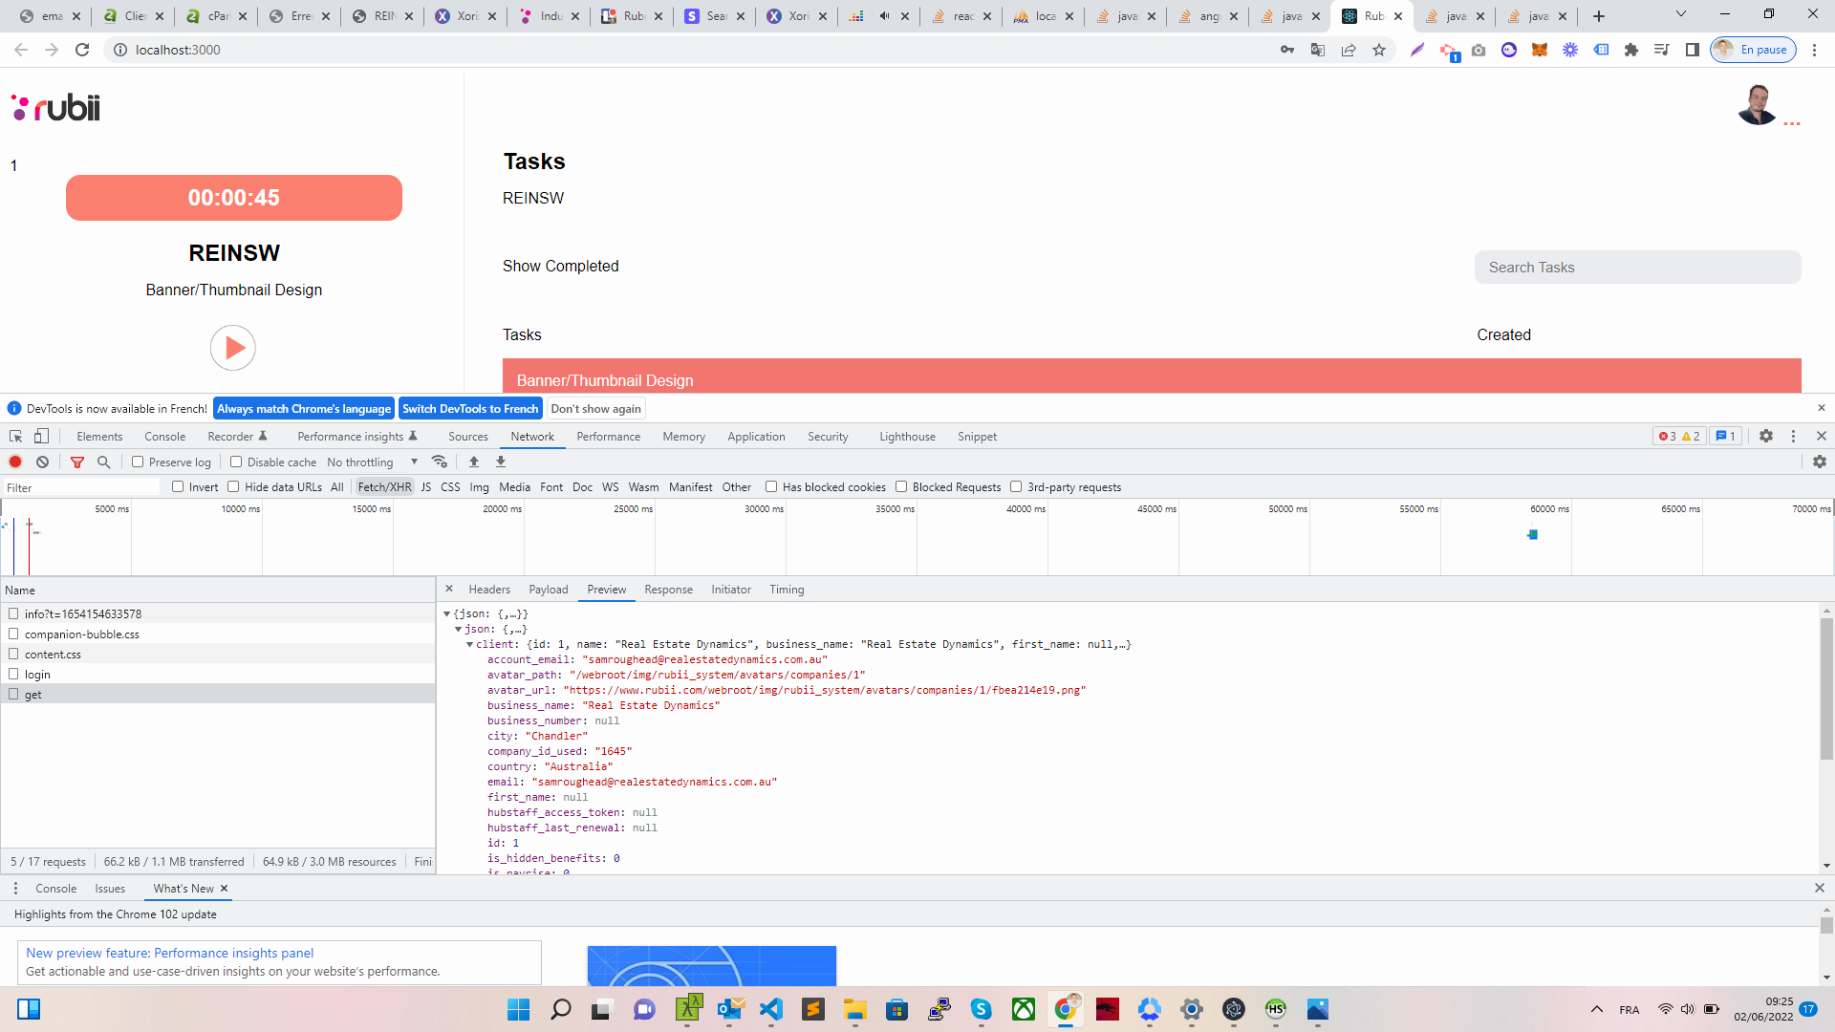 ema
Clien
cPan
Erre
REIN
Xori
Indu
Rub
Sear
Xori
reac
loca
java
ang
java
Rub
java
java
localhost:3000
1
En pause
rubii
1
00:00:45
REINSW
Banner/Thumbnail Design
Tasks
REINSW
Show Completed
Search Tasks
Tasks
Created
Banner/Thumbnail Design
DevTools is now available in French!
Always match Chrome's language
Switch DevTools to French
Don't show again
Elements
Console
Recorder
Performance insights
Sources
Network
Performance
Memory
Application
Security
Lighthouse
Snippet
3
2
1
Preserve log
Disable cache
No throttling
Filter
Invert
Hide data URLs
All
Fetch/XHR
JS
CSS
Img
Media
Font
Doc
WS
Wasm
Manifest
Other
Has blocked cookies
Blocked Requests
3rd-party requests
5000 ms
10000 ms
15000 ms
20000 ms
25000 ms
30000 ms
35000 ms
40000 ms
45000 ms
50000 ms
55000 ms
60000 ms
65000 ms
70000 ms
Name
info?t=1654154633578
companion-bubble.css
content.css
login
get
5 / 17 requests
66.2 kB / 1.1 MB transferred
64.9 kB / 3.0 MB resources
Fini
Headers
Payload
Preview
Response
Initiator
Timing
{json: {,…}}
json: {,…}
client: {id: 1, name: "Real Estate Dynamics", business_name: "Real Estate Dynamics", first_name: null,…}
account_email: "samroughead@realestatedynamics.com.au"
avatar_path: "/webroot/img/rubii_system/avatars/companies/1"
avatar_url: "https://www.rubii.com/webroot/img/rubii_system/avatars/companies/1/fbea214e19.png"
business_name: "Real Estate Dynamics"
business_number: null
city: "Chandler"
company_id_used: "1645"
country: "Australia"
email: "samroughead@realestatedynamics.com.au"
first_name: null
hubstaff_access_token: null
hubstaff_last_renewal: null
id: 1
is_hidden_benefits: 0
is_payrise: 0
Console
Issues
What's New
Highlights from the Chrome 102 update
New preview feature: Performance insights panel
Get actionable and use-case-driven insights on your website's performance.
HS
FRA
09:25
02/06/2022
17